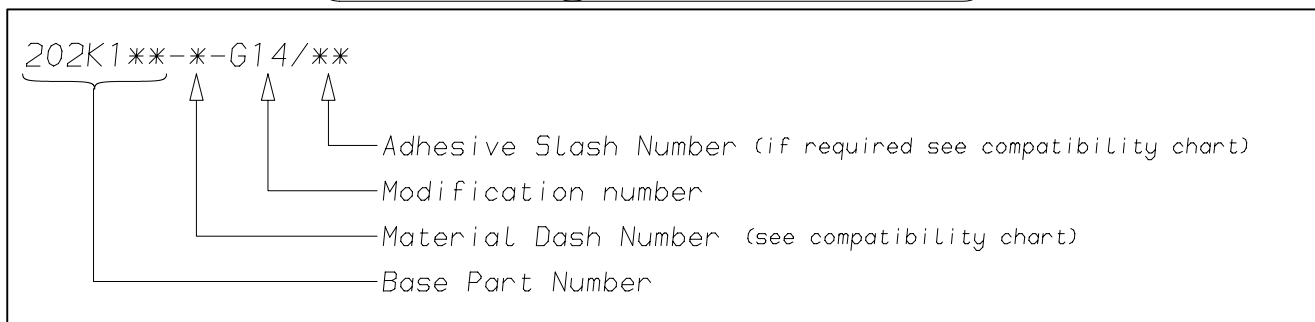 202K1**-*-G14/**
Adhesive Slash Number (if required see compatibility chart)
Modification number
Material Dash Number (see compatibility chart)
Base Part Number